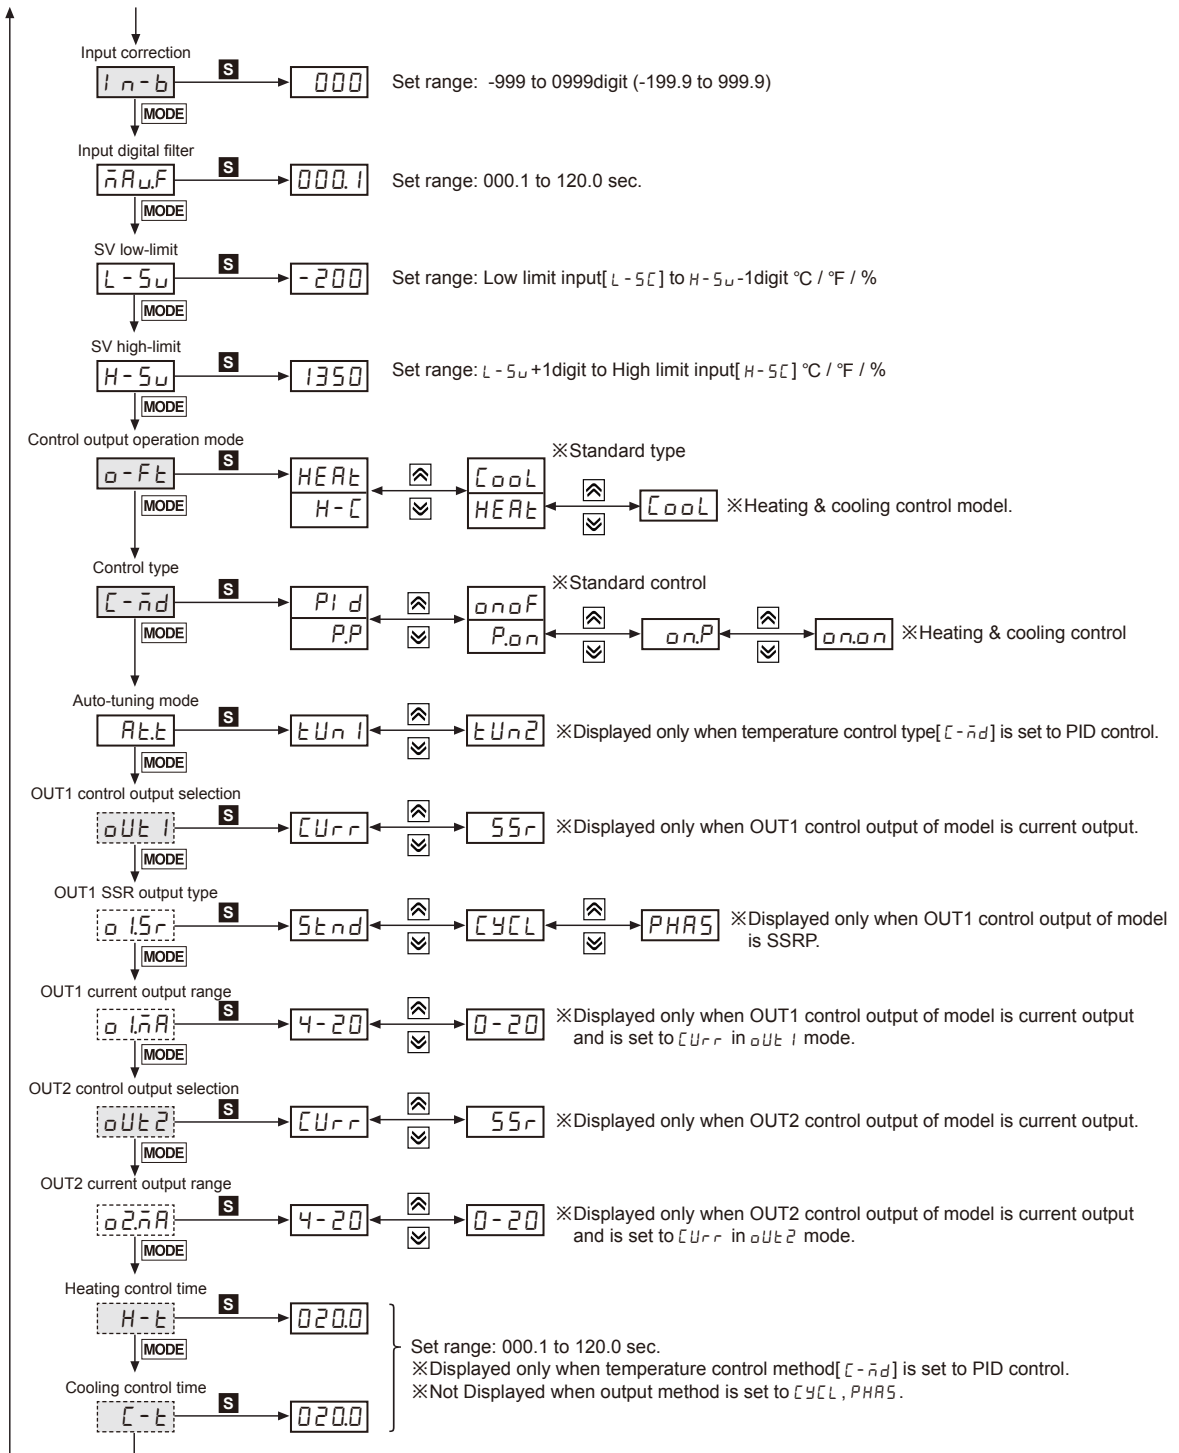 Input correction
In-b S 000 Set range: -999 to 0999digit (-199.9 to 999.9)
MODE
Input digital filter
mAv.F S 000.1 Set range: 000.1 to 120.0 sec.
MODE
SV low-limit
L-Sv S -200 Set range: Low limit input[ L-SC ] to H-Sv-1digit ℃ / ℉ / %
MODE
SV high-limit
H-Sv S 1350 Set range: L-Sv+1digit to High limit input[ H-SC ] ℃ / ℉ / %
MODE
Control output operation mode
※Standard type
o-Ft S HEAt CooL
MODE H-C HEAt CooL ※Heating & cooling control model.
Control type
※Standard control
C-md S PId onoF
MODE P.P P.on on.P on.on ※Heating & cooling control
Auto-tuning mode
At.t S tUn1 tUn2 ※Displayed only when temperature control type[ C-md ] is set to PID control.
MODE
OUT1 control output selection
oUt1 S CUrr SSr ※Displayed only when OUT1 control output of model is current output.
MODE
OUT1 SSR output type
o1.Sr S Stnd CYCL PHAS ※Displayed only when OUT1 control output of model
is SSRP.
MODE
OUT1 current output range
o1.mA S 4-20 0-20 ※Displayed only when OUT1 control output of model is current output
and is set to CUrr in oUt1 mode.
MODE
OUT2 control output selection
oUt2 S CUrr SSr ※Displayed only when OUT2 control output of model is current output.
MODE
OUT2 current output range
o2.mA S 4-20 0-20 ※Displayed only when OUT2 control output of model is current output
and is set to CUrr in oUt2 mode.
MODE
Heating control time
H-t S 020.0
MODE
Set range: 000.1 to 120.0 sec.
※Displayed only when temperature control method[ C-md ] is set to PID control.
※Not Displayed when output method is set to CYCL, PHAS.
Cooling control time
C-t S 020.0